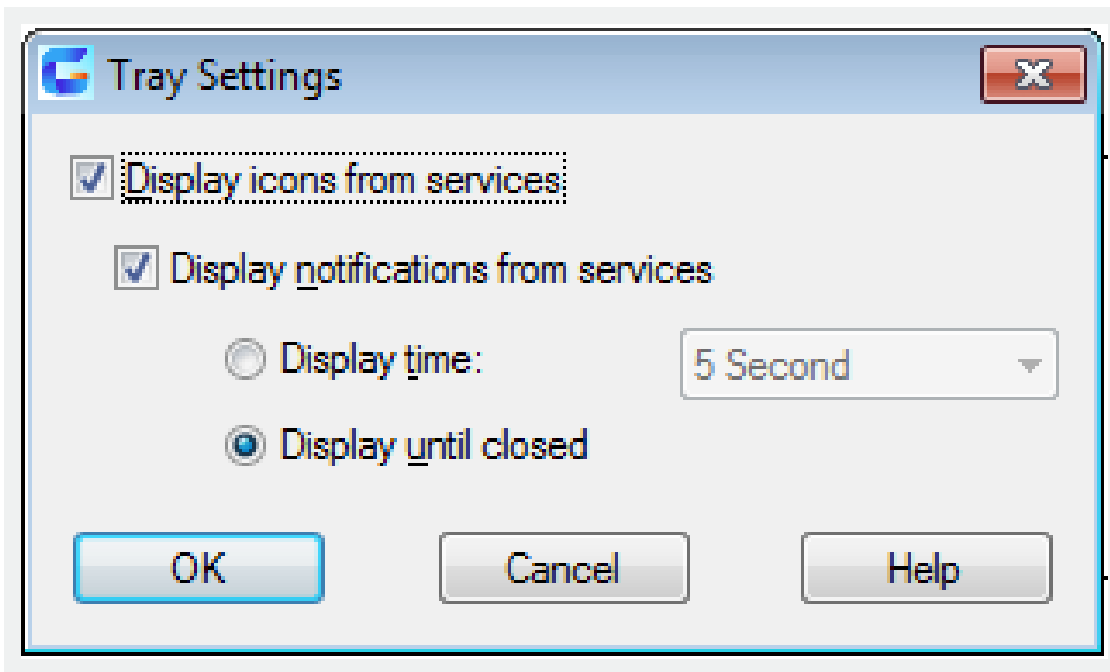 Tray Settings
Display icons from services
Display notifications from services
Display time: 5 Second
Display until closed
OK Cancel Help